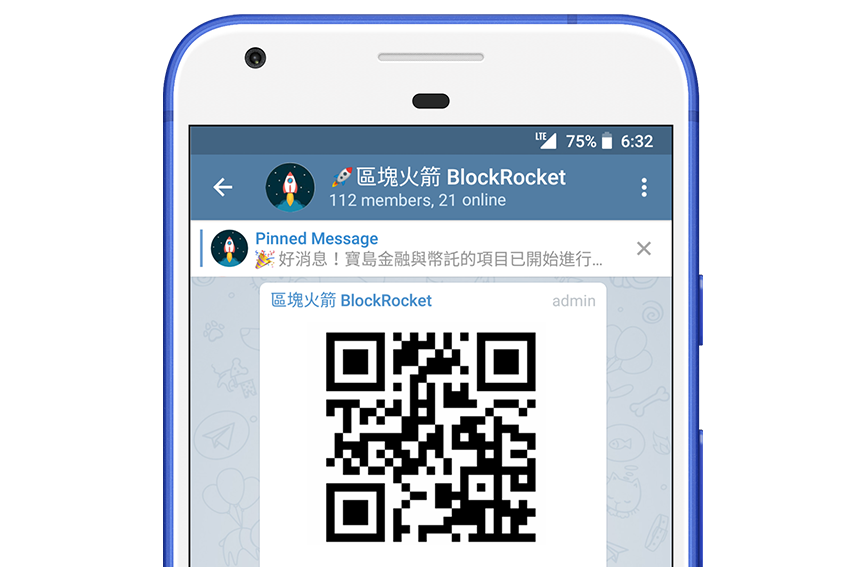 LTE 75% 6:32
🚀區塊火箭 BlockRocket
112 members, 21 online
Pinned Message
🎉好消息！寶島金融與幣託的項目已開始進行...
區塊火箭 BlockRocket admin